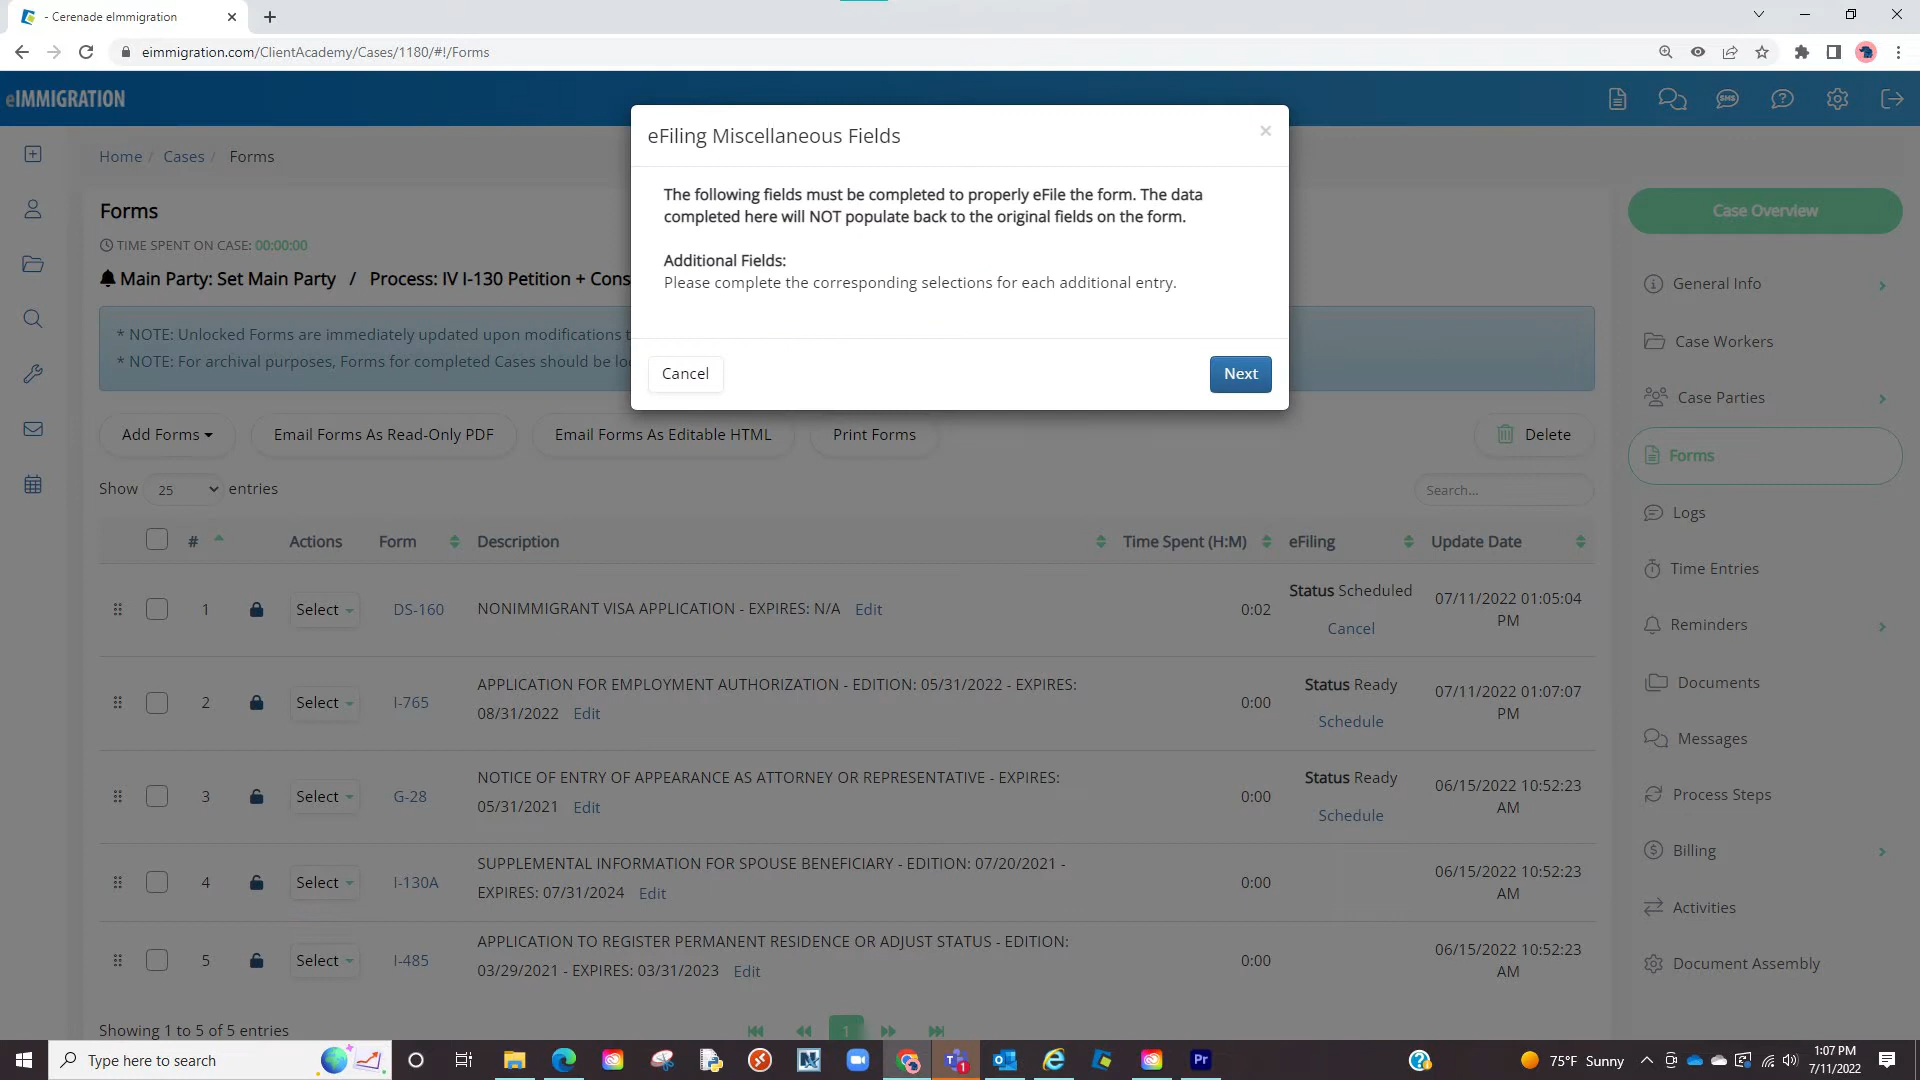 - Cerenade eImmigration
eimmigration.com/ClientAcademy/Cases/1180/#!/Forms
eIMMIGRATION
SMS
Home / Cases / Forms
Forms
TIME SPENT ON CASE: 00:00:00
Main Party: Set Main Party / Process: IV I-130 Petition + Cons
* NOTE: Unlocked Forms are immediately updated upon modifications t
* NOTE: For archival purposes, Forms for completed Cases should be lo
eFiling Miscellaneous Fields
×
The following fields must be completed to properly eFile the form. The data
completed here will NOT populate back to the original fields on the form.
Additional Fields:
Please complete the corresponding selections for each additional entry.
Cancel
Next
Add Forms
Email Forms As Read-Only PDF
Email Forms As Editable HTML
Print Forms
Delete
Show 25 entries
Search...
# Actions Form Description Time Spent (H:M) eFiling Update Date
1 Select DS-160 NONIMMIGRANT VISA APPLICATION - EXPIRES: N/A Edit 0:02 Status Scheduled Cancel 07/11/2022 01:05:04
PM
2 Select I-765 APPLICATION FOR EMPLOYMENT AUTHORIZATION - EDITION: 05/31/2022 - EXPIRES:
08/31/2022 Edit 0:00 Status Ready Schedule 07/11/2022 01:07:07
PM
3 Select G-28 NOTICE OF ENTRY OF APPEARANCE AS ATTORNEY OR REPRESENTATIVE - EXPIRES:
05/31/2021 Edit 0:00 Status Ready Schedule 06/15/2022 10:52:23
AM
4 Select I-130A SUPPLEMENTAL INFORMATION FOR SPOUSE BENEFICIARY - EDITION: 07/20/2021 -
EXPIRES: 07/31/2024 Edit 0:00 06/15/2022 10:52:23
AM
5 Select I-485 APPLICATION TO REGISTER PERMANENT RESIDENCE OR ADJUST STATUS - EDITION:
03/29/2021 - EXPIRES: 03/31/2023 Edit 0:00 06/15/2022 10:52:23
AM
Showing 1 to 5 of 5 entries
1
Case Overview
General Info
Case Workers
Case Parties
Forms
Logs
Time Entries
Reminders
Documents
Messages
Process Steps
Billing
Activities
Document Assembly
Type here to search
Pr
75°F Sunny
1:07 PM
7/11/2022